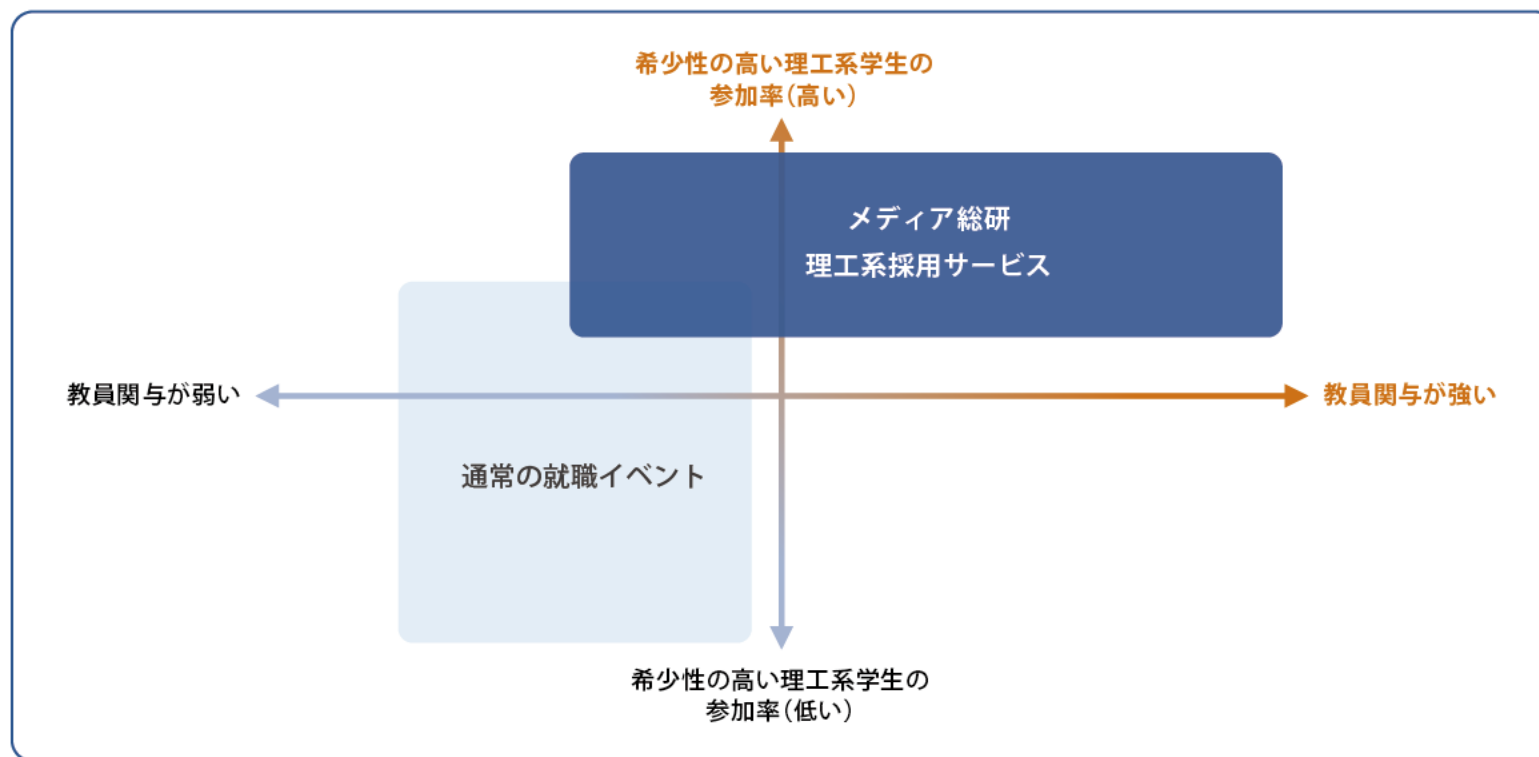 希少性の高い理工系学生の
参加率(高い)
メディア総研
理工系採用サービス
教員関与が弱い
教員関与が強い
通常の就職イベント
希少性の高い理工系学生の
参加率(低い)